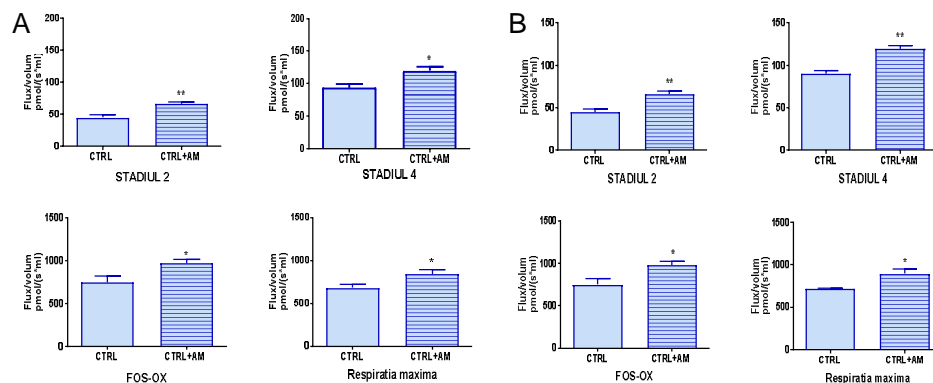 A
Flux/volum
pmol/(s*ml)
200
150
100
50
0
**
CTRL
CTRL+AM
STADIUL 2
Flux/volum
pmol/(s*ml)
200
150
100
50
0
*
CTRL
CTRL+AM
STADIUL 4
Flux/volum
pmol/(s*ml)
1500
1000
500
0
*
CTRL
CTRL+AM
FOS-OX
Flux/volum
pmol/(s*ml)
1500
1000
500
0
*
CTRL
CTRL+AM
Respiratia maxima
B
Flux/volum
pmol/(s*ml)
200
150
100
50
0
**
CTRL
CTRL+AM
STADIUL 2
Flux/volum
pmol/(s*ml)
150
100
50
0
**
CTRL
CTRL+AM
STADIUL 4
Flux/volum
pmol/(s*ml)
1500
1000
500
0
*
CTRL
CTRL+AM
FOS-OX
Flux/volum
pmol/(s*ml)
1500
1000
500
0
*
CTRL
CTRL+AM
Respiratia maxima